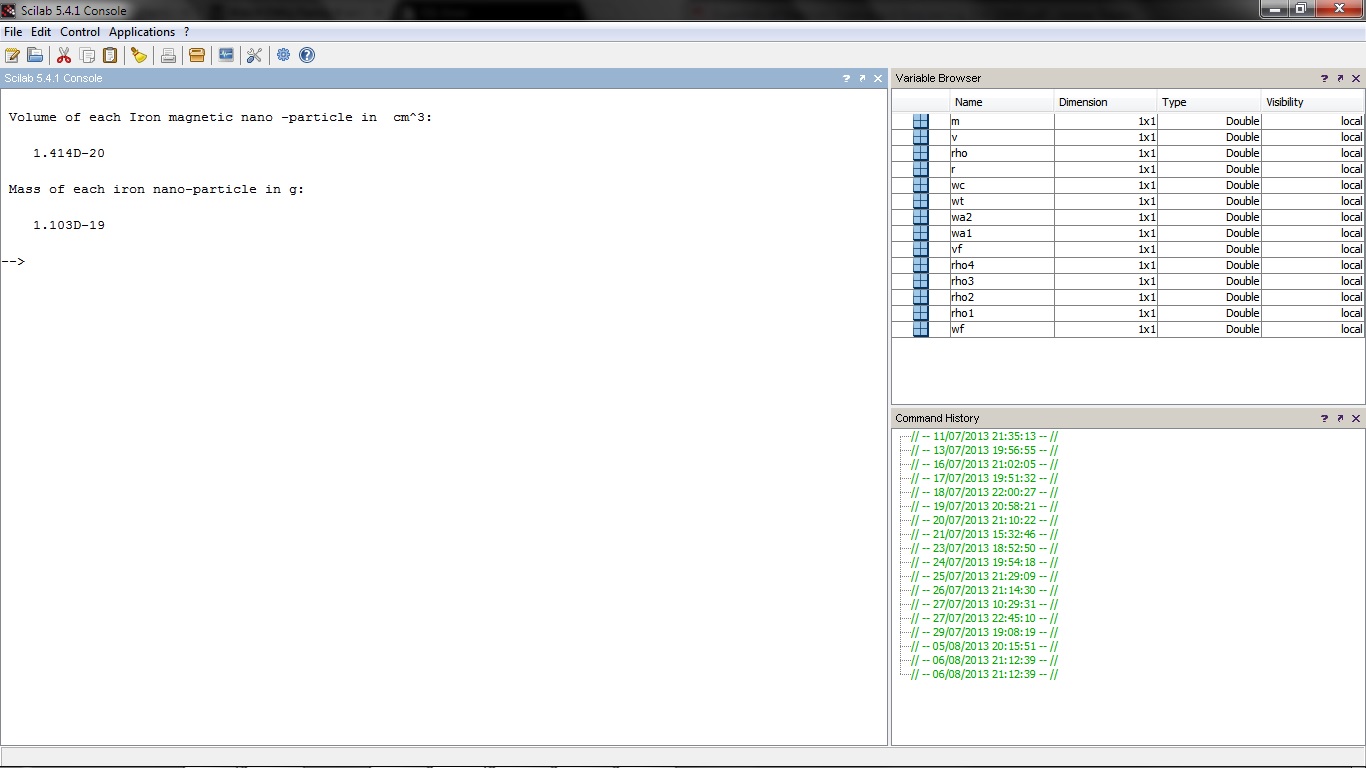 Scilab 5.4.1 Console
File Edit Control Applications ?
Scilab 5.4.1 Console
Volume of each Iron magnetic nano -particle in  cm^3:
1.414D-20
Mass of each iron nano-particle in g:
1.103D-19
-->
Variable Browser
Name Dimension Type Visibility
m 1x1 Double local
v 1x1 Double local
rho 1x1 Double local
r 1x1 Double local
wc 1x1 Double local
wt 1x1 Double local
wa2 1x1 Double local
wa1 1x1 Double local
vf 1x1 Double local
rho4 1x1 Double local
rho3 1x1 Double local
rho2 1x1 Double local
rho1 1x1 Double local
wf 1x1 Double local
Command History
// -- 11/07/2013 21:35:13 -- //
// -- 13/07/2013 19:56:55 -- //
// -- 16/07/2013 21:02:05 -- //
// -- 17/07/2013 19:51:32 -- //
// -- 18/07/2013 22:00:27 -- //
// -- 19/07/2013 20:58:21 -- //
// -- 20/07/2013 21:10:22 -- //
// -- 21/07/2013 15:32:46 -- //
// -- 23/07/2013 18:52:50 -- //
// -- 24/07/2013 19:54:18 -- //
// -- 25/07/2013 21:29:09 -- //
// -- 26/07/2013 21:14:30 -- //
// -- 27/07/2013 10:29:31 -- //
// -- 27/07/2013 22:45:10 -- //
// -- 29/07/2013 19:08:19 -- //
// -- 05/08/2013 20:15:51 -- //
// -- 06/08/2013 21:12:39 -- //
// -- 06/08/2013 21:12:39 -- //